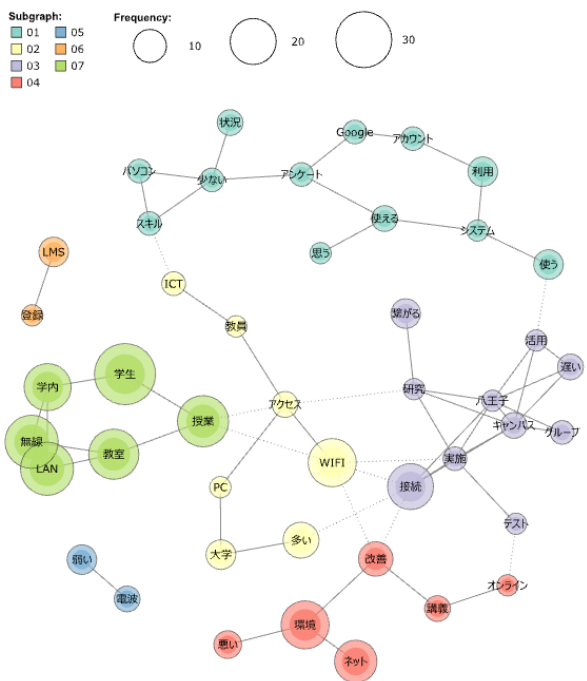 Subgraph:
Frequency:
01
05
02
06
03
07
04
10
20
30
状況
Google
アカウント
パソコン
少ない
アンケート
利用
スキル
使える
システム
思う
使う
LMS
ICT
登録
教員
繋がる
活用
遅い
学内
学生
研究
八王子
アクセス
授業
キャンパス
グループ
無線
教室
LAN
WIFI
実施
PC
接続
テスト
大学
多い
弱い
改善
電波
オンライン
講義
環境
悪い
ネット